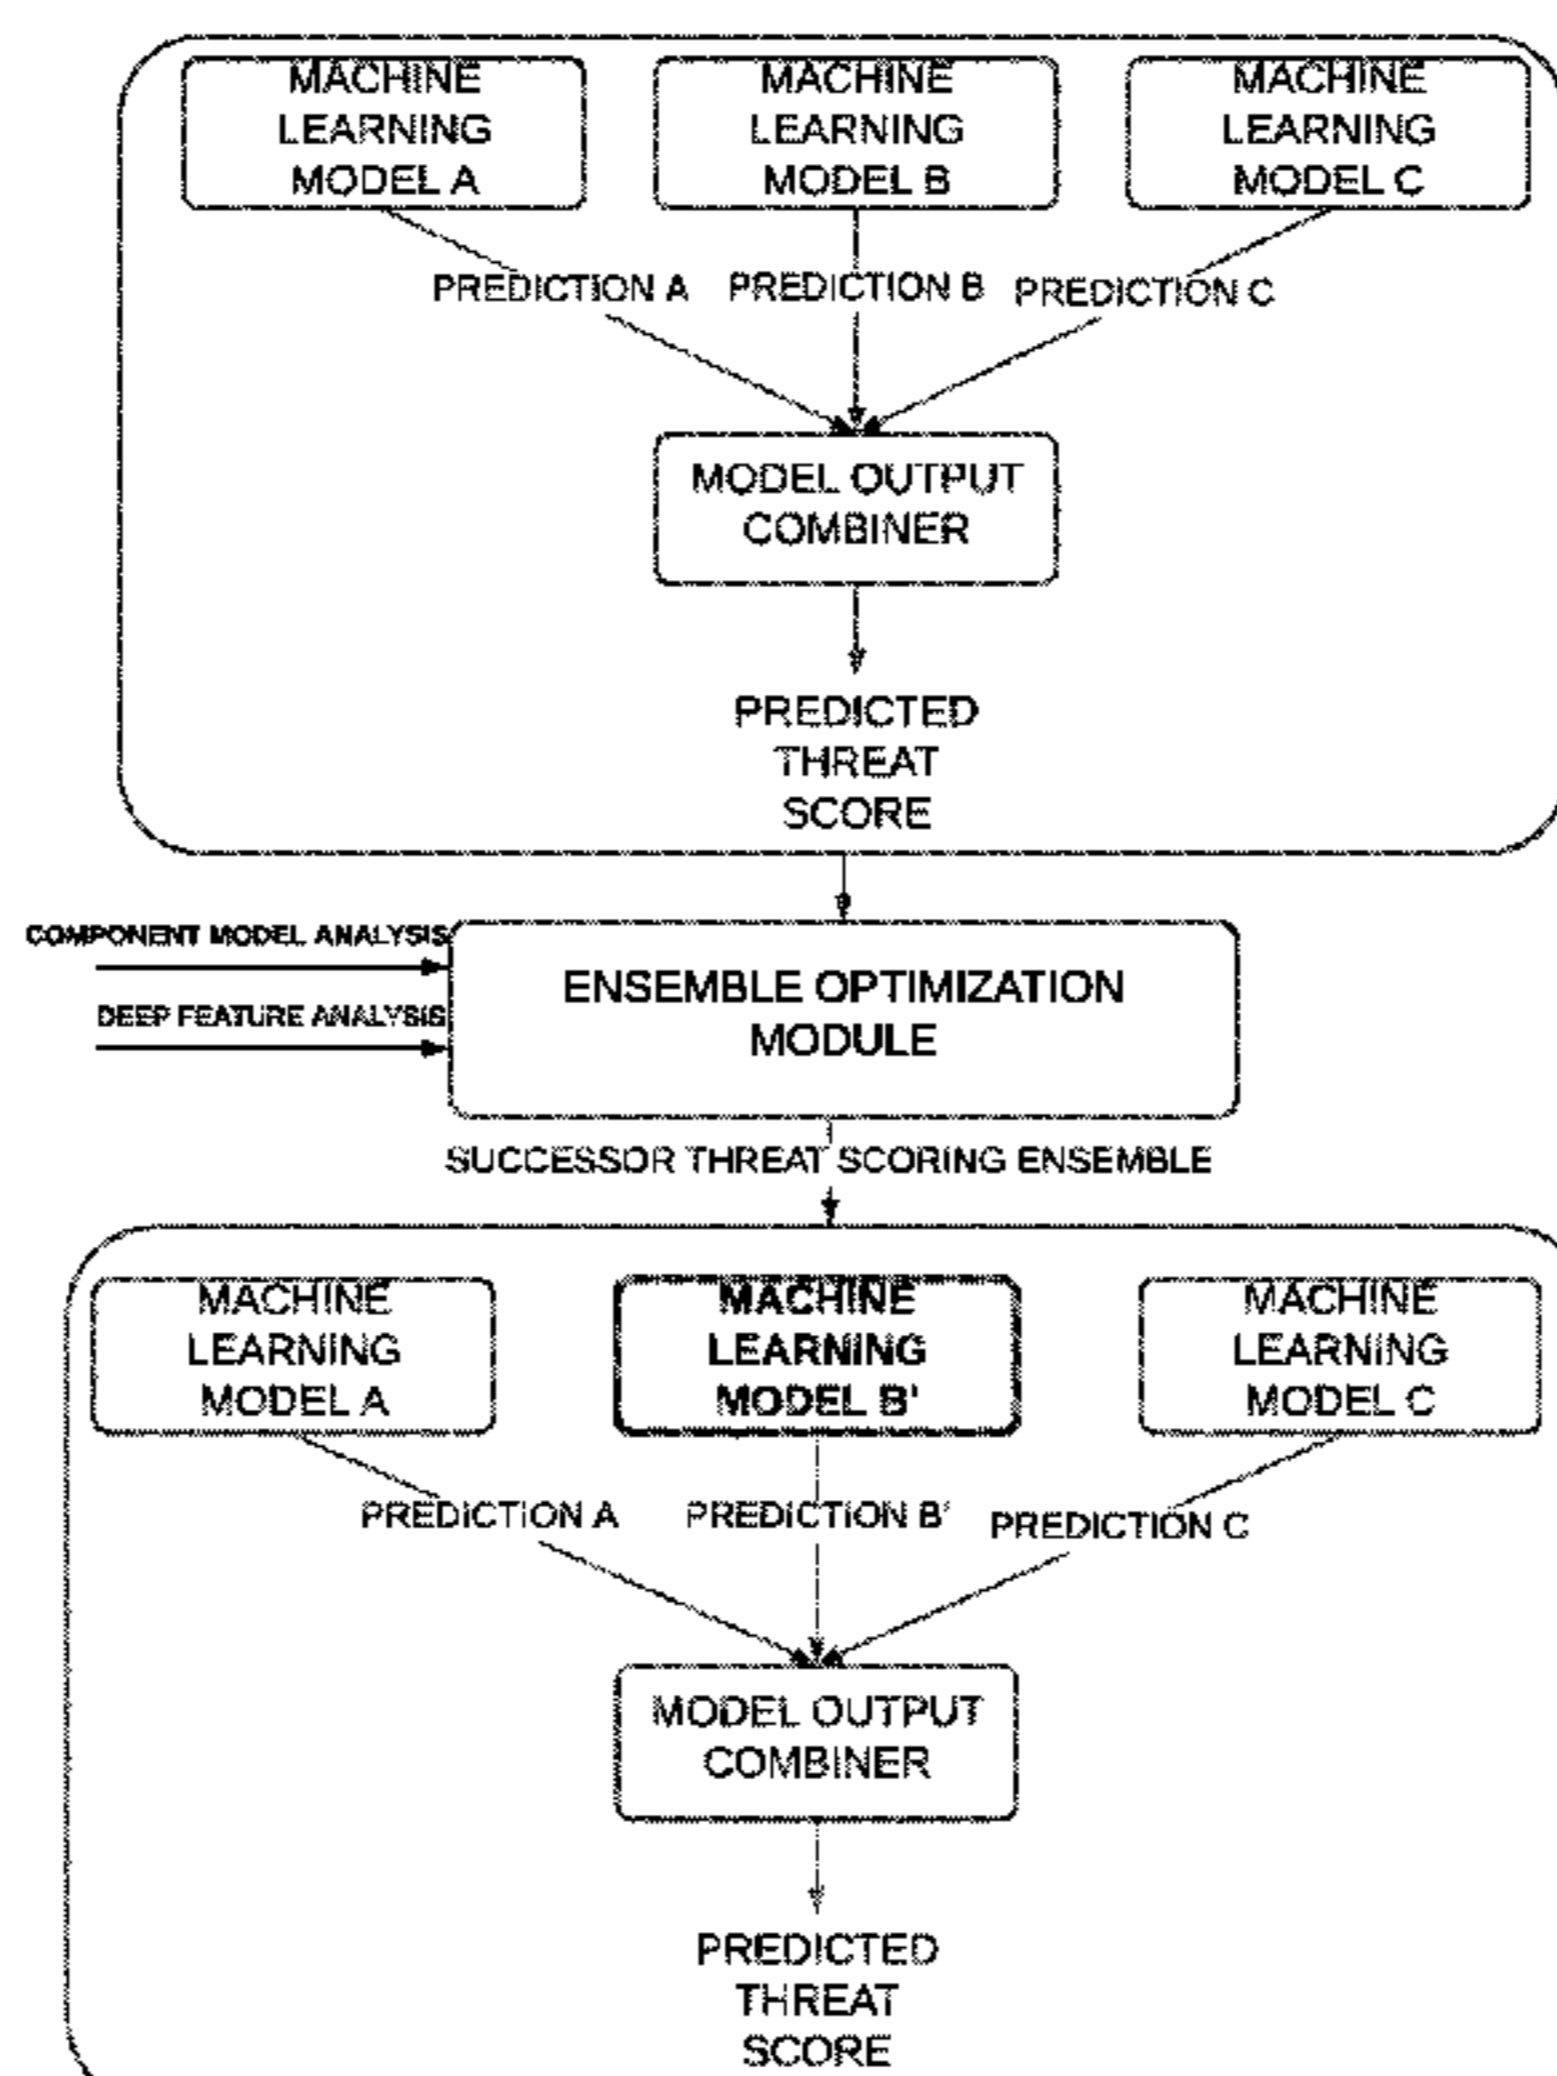 MACHINE
LEARNING
MODEL A
MACHINE
LEARNING
MODEL B
MACHINE
LEARNING
MODEL C
PREDICTION A
PREDICTION B
PREDICTION C
MODEL OUTPUT
COMBINER
PREDICTED
THREAT
SCORE
COMPONENT MODEL ANALYSIS
DEEP FEATURE ANALYSIS
ENSEMBLE OPTIMIZATION
MODULE
SUCCESSOR THREAT SCORING ENSEMBLE
MACHINE
LEARNING
MODEL A
MACHINE
LEARNING
MODEL B'
MACHINE
LEARNING
MODEL C
PREDICTION A
PREDICTION B'
PREDICTION C
MODEL OUTPUT
COMBINER
PREDICTED
THREAT
SCORE